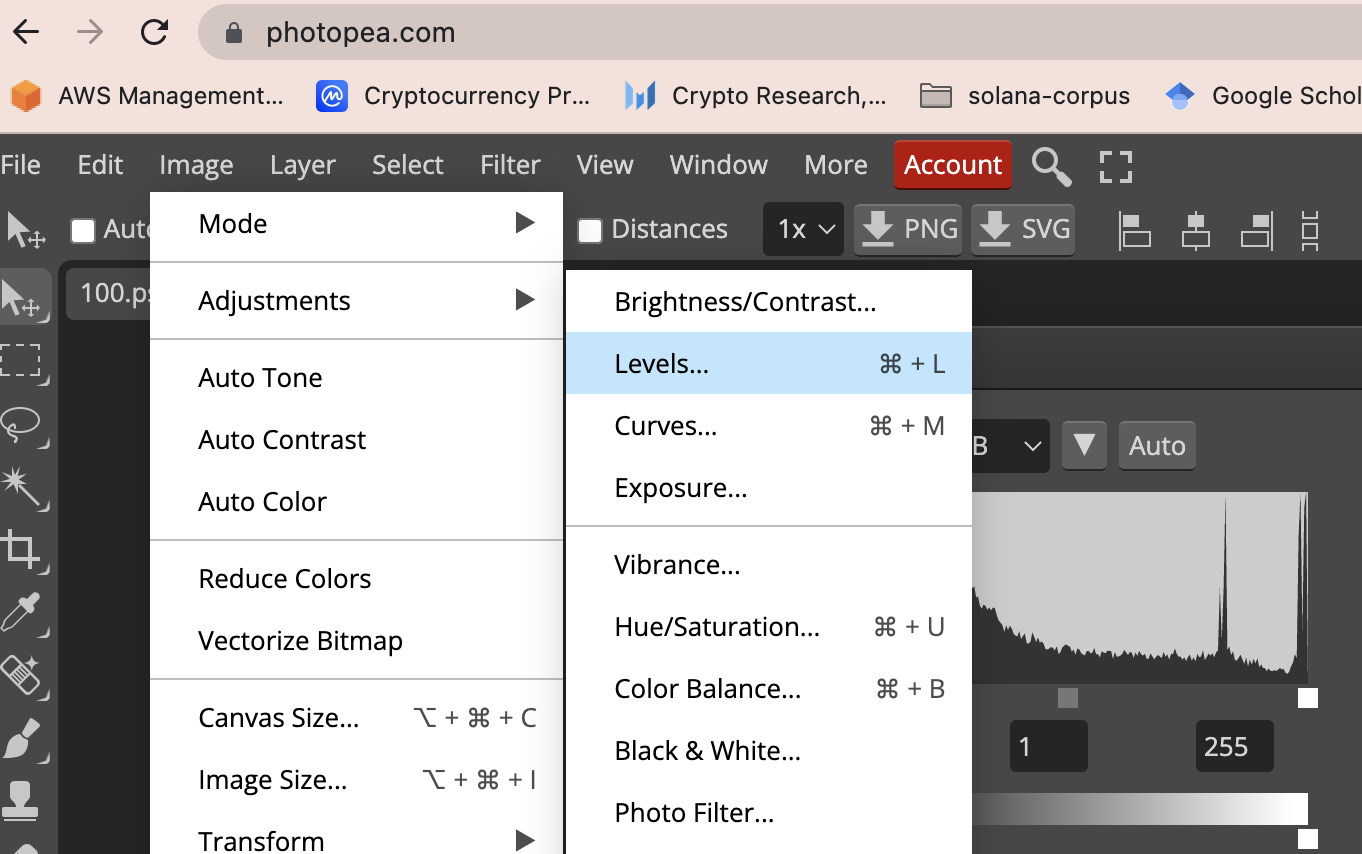 photopea.com
AWS Management... Cryptocurrency Pr... Crypto Research,... solana-corpus Google Schol
File Edit Image Layer Select Filter View Window More Account
Auto Distances 1x PNG SVG
100.ps
Mode
Adjustments
Auto Tone
Auto Contrast
Auto Color
Reduce Colors
Vectorize Bitmap
Canvas Size... ⌥ + ⌘ + C
Image Size... ⌥ + ⌘ + I
Transform
Brightness/Contrast...
Levels... ⌘ + L
Curves... ⌘ + M
Exposure...
Vibrance...
Hue/Saturation... ⌘ + U
Color Balance... ⌘ + B
Black & White...
Photo Filter...
B Auto
1 255